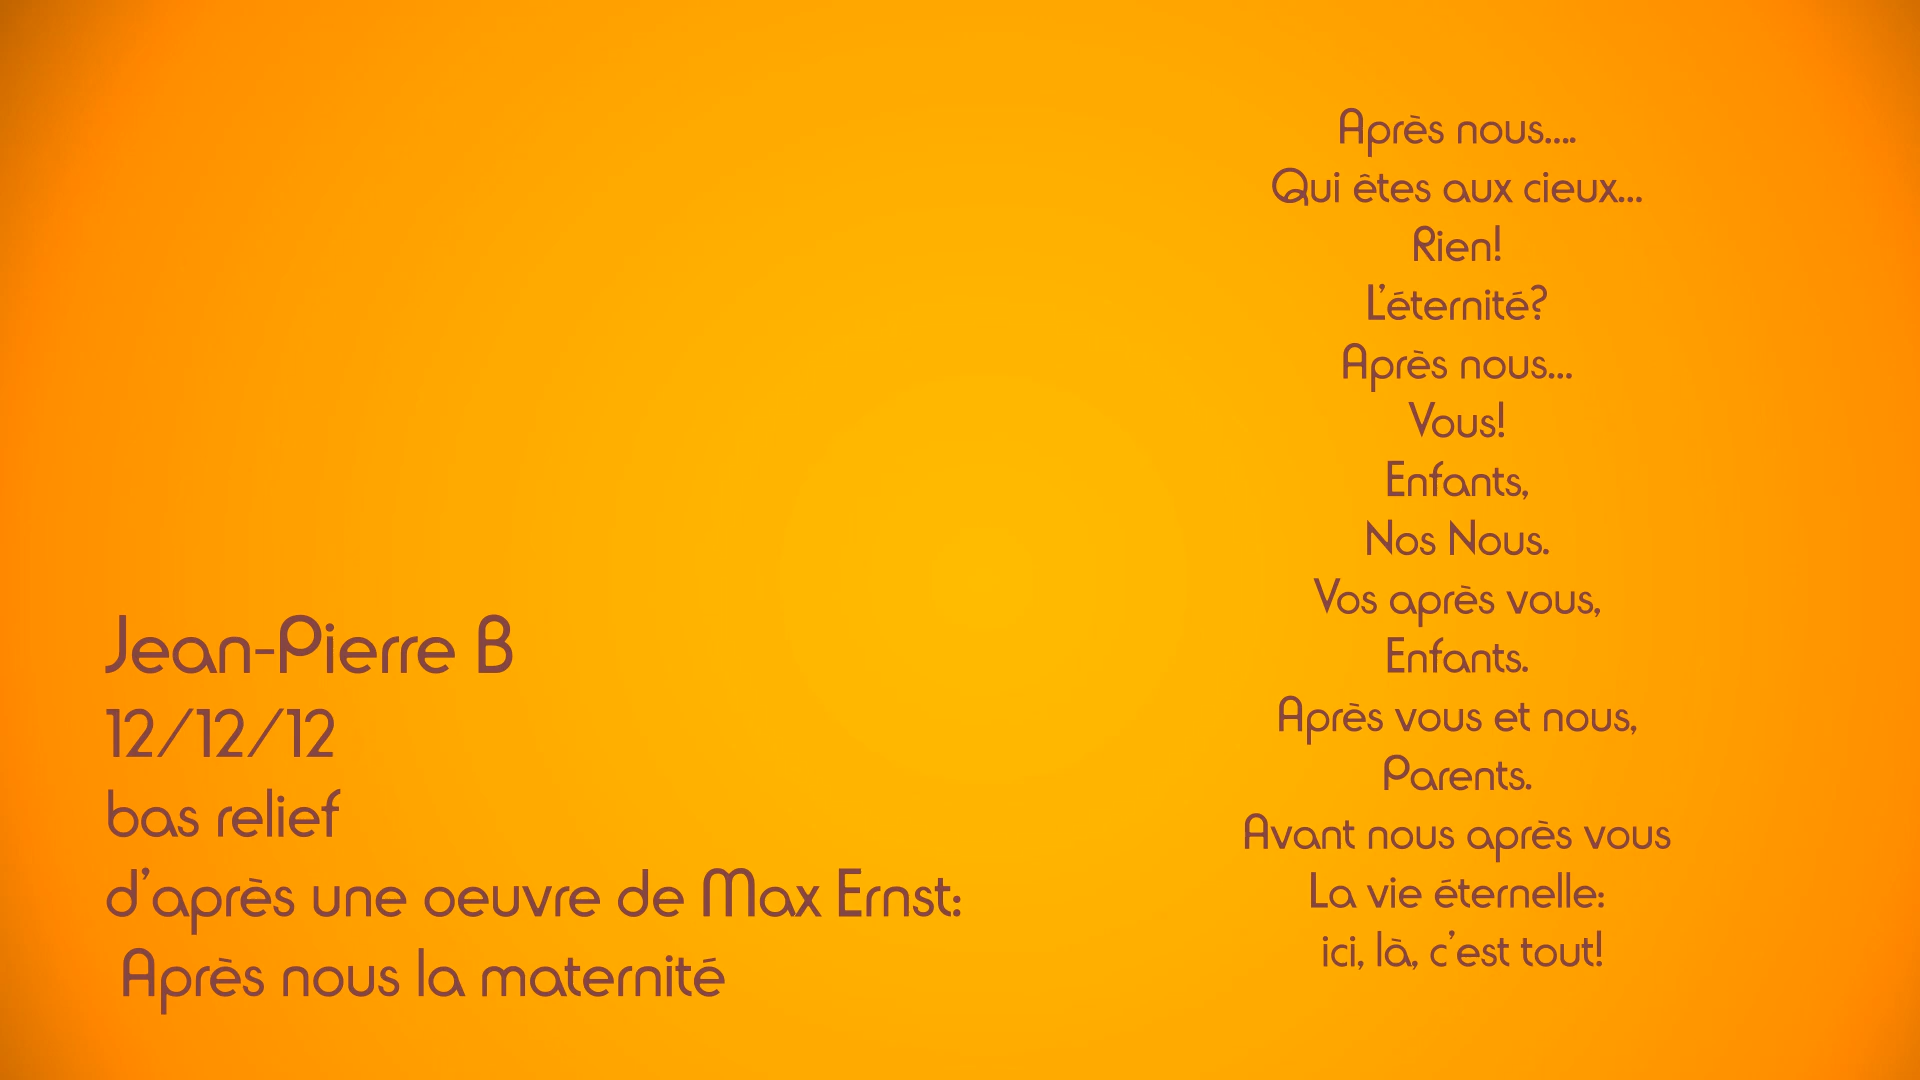 Jean-Pierre B
12/12/12
bas relief
d'après une oeuvre de Max Ernst:
Après nous la maternité
Après nous....
Qui êtes aux cieux...
Rien!
L'éternité?
Après nous...
Vous!
Enfants,
Nos Nous.
Vos après vous,
Enfants.
Après vous et nous,
Parents.
Avant nous après vous
La vie éternelle:
ici, là, c'est tout!